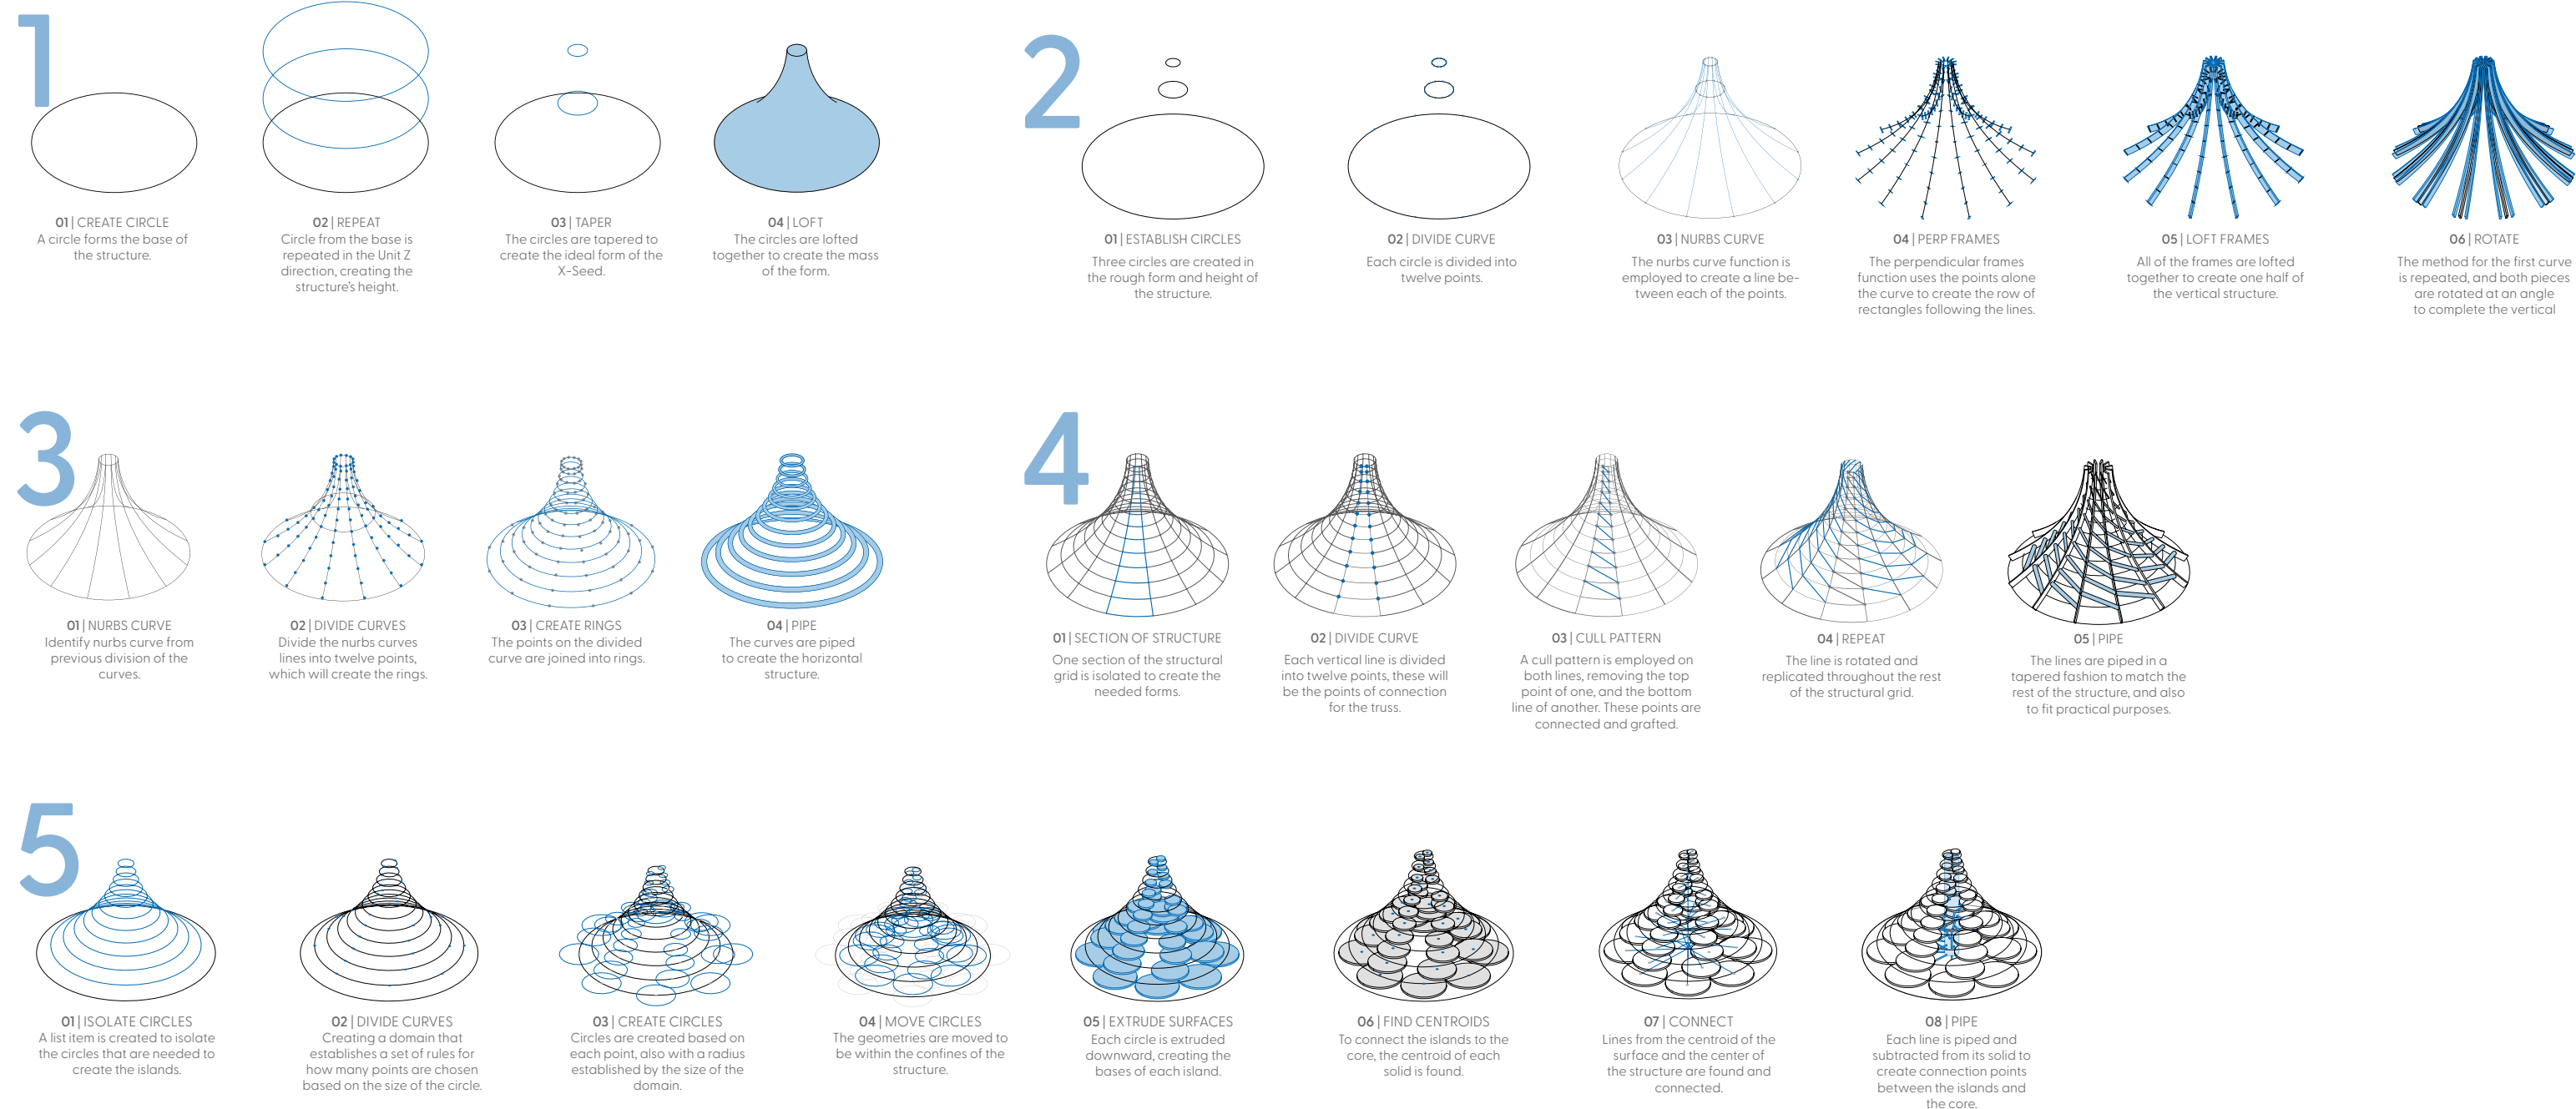 1
01 | CREATE CIRCLE
A circle forms the base of
the structure.
02 | REPEAT
Circle from the base is
repeated in the Unit Z
direction, creating the
structure's height.
03 | TAPER
The circles are tapered to
create the ideal form of the
X-Seed.
04 | LOFT
The circles are lofted
together to create the mass
of the form.
2
01 | ESTABLISH CIRCLES
Three circles are created in
the rough form and height of
the structure.
02 | DIVIDE CURVE
Each circle is divided into
twelve points.
03 | NURBS CURVE
The nurbs curve function is
employed to create a line be-
tween each of the points.
04 | PERP FRAMES
The perpendicular frames
function uses the points alone
the curve to create the row of
rectangles following the lines.
05 | LOFT FRAMES
All of the frames are lofted
together to create one half of
the vertical structure.
06 | ROTATE
The method for the first curve
is repeated, and both pieces
are rotated at an angle
to complete the vertical
3
01 | NURBS CURVE
Identify nurbs curve from
previous division of the
curves.
02 | DIVIDE CURVES
Divide the nurbs curves
lines into twelve points,
which will create the rings.
03 | CREATE RINGS
The points on the divided
curve are joined into rings.
04 | PIPE
The curves are piped
to create the horizontal
structure.
4
01 | SECTION OF STRUCTURE
One section of the structural
grid is isolated to create the
needed forms.
02 | DIVIDE CURVE
Each vertical line is divided
into twelve points, these will
be the points of connection
for the truss.
03 | CULL PATTERN
A cull pattern is employed on
both lines, removing the top
point of one, and the bottom
line of another. These points are
connected and grafted.
04 | REPEAT
The line is rotated and
replicated throughout the rest
of the structural grid.
05 | PIPE
The lines are piped in a
tapered fashion to match the
rest of the structure, and also
to fit practical purposes.
5
01 | ISOLATE CIRCLES
A list item is created to isolate
the circles that are needed to
create the islands.
02 | DIVIDE CURVES
Creating a domain that
establishes a set of rules for
how many points are chosen
based on the size of the circle.
03 | CREATE CIRCLES
Circles are created based on
each point, also with a radius
established by the size of the
domain.
04 | MOVE CIRCLES
The geometries are moved to
be within the confines of the
structure.
05 | EXTRUDE SURFACES
Each circle is extruded
downward, creating the
bases of each island.
06 | FIND CENTROIDS
To connect the islands to the
core, the centroid of each
solid is found.
07 | CONNECT
Lines from the centroid of the
surface and the center of
the structure are found and
connected.
08 | PIPE
Each line is piped and
subtracted from its solid to
create connection points
between the islands and
the core.